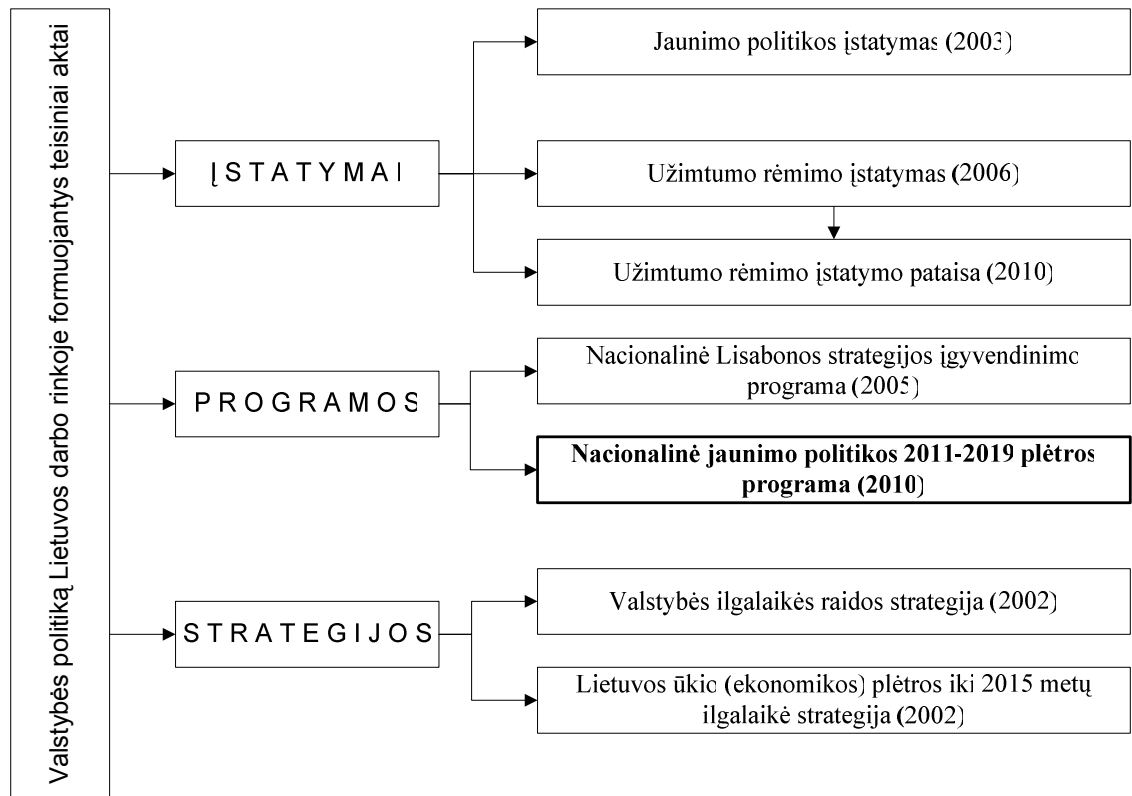 Valstybės politiką Lietuvos darbo rinkoje formuojantys teisiniai aktai
ĮSTATYMAI
Jaunimo politikos įstatymas (2003)
Užimtumo rėmimo įstatymas (2006)
Užimtumo rėmimo įstatymo pataisa (2010)
PROGRAMOS
Nacionalinė Lisabonos strategijos įgyvendinimo
programa (2005)
Nacionalinė jaunimo politikos 2011-2019 plėtros
programa (2010)
STRATEGIJOS
Valstybės ilgalaikės raidos strategija (2002)
Lietuvos ūkio (ekonomikos) plėtros iki 2015 metų
ilgalaikė strategija (2002)